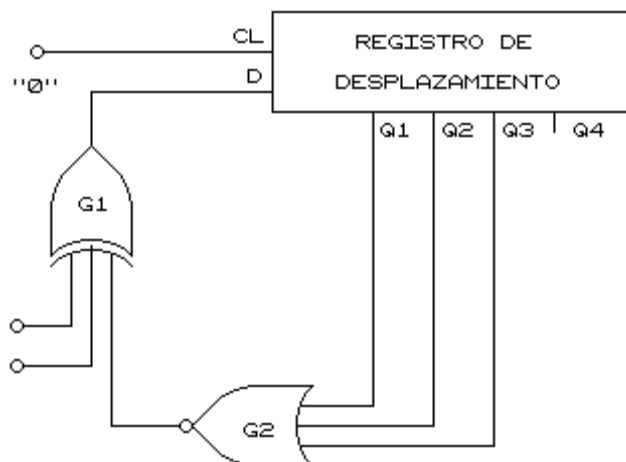 CL
REGISTRO DE
"0"
D
DESPLAZAMIENTO
Q1 Q2 Q3 Q4
G1
G2